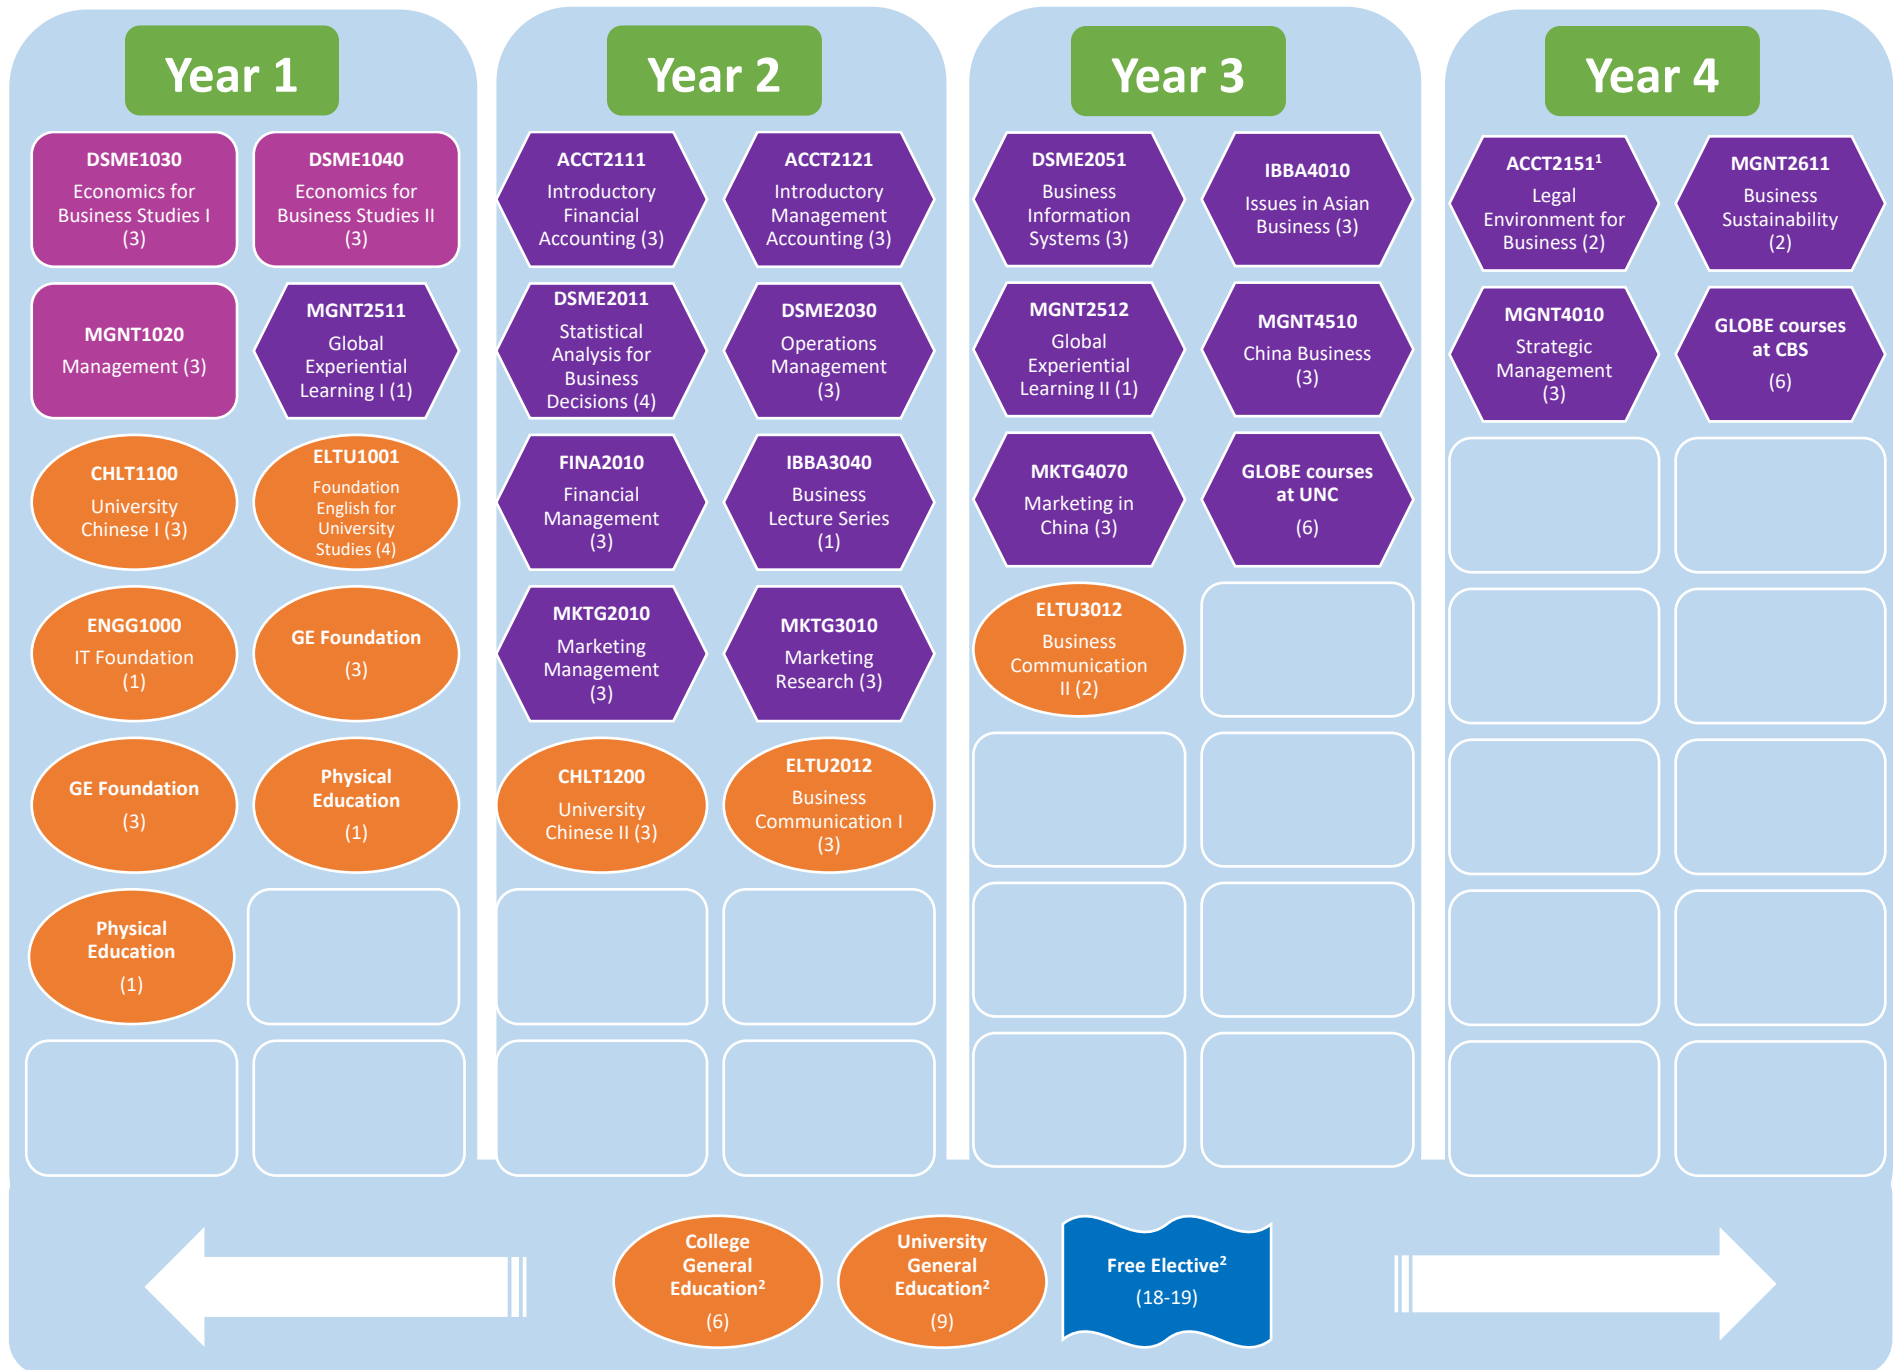 Year 1
DSME1030
Economics for
Business Studies I
(3)
DSME1040
Economics for
Business Studies II
(3)
MGNT1020
Management (3)
MGNT2511
Global
Experiential
Learning I (1)
CHLT1100
University
Chinese I (3)
ELTU1001
Foundation
English for
University
Studies (4)
ENGG1000
IT Foundation
(1)
GE Foundation
(3)
GE Foundation
(3)
Physical
Education
(1)
Physical
Education
(1)
Year 2
ACCT2111
Introductory
Financial
Accounting (3)
ACCT2121
Introductory
Management
Accounting (3)
DSME2011
Statistical
Analysis for
Business
Decisions (4)
DSME2030
Operations
Management
(3)
FINA2010
Financial
Management
(3)
IBBA3040
Business
Lecture Series
(1)
MKTG2010
Marketing
Management
(3)
MKTG3010
Marketing
Research (3)
CHLT1200
University
Chinese II (3)
ELTU2012
Business
Communication I
(3)
Year 3
DSME2051
Business
Information
Systems (3)
IBBA4010
Issues in Asian
Business (3)
MGNT2512
Global
Experiential
Learning II (1)
MGNT4510
China Business
(3)
MKTG4070
Marketing in
China (3)
GLOBE courses
at UNC
(6)
ELTU3012
Business
Communication
II (2)
Year 4
ACCT2151¹
Legal
Environment for
Business (2)
MGNT2611
Business
Sustainability
(2)
MGNT4010
Strategic
Management
(3)
GLOBE courses
at CBS
(6)
College
General
Education²
(6)
University
General
Education²
(9)
Free Elective²
(18-19)